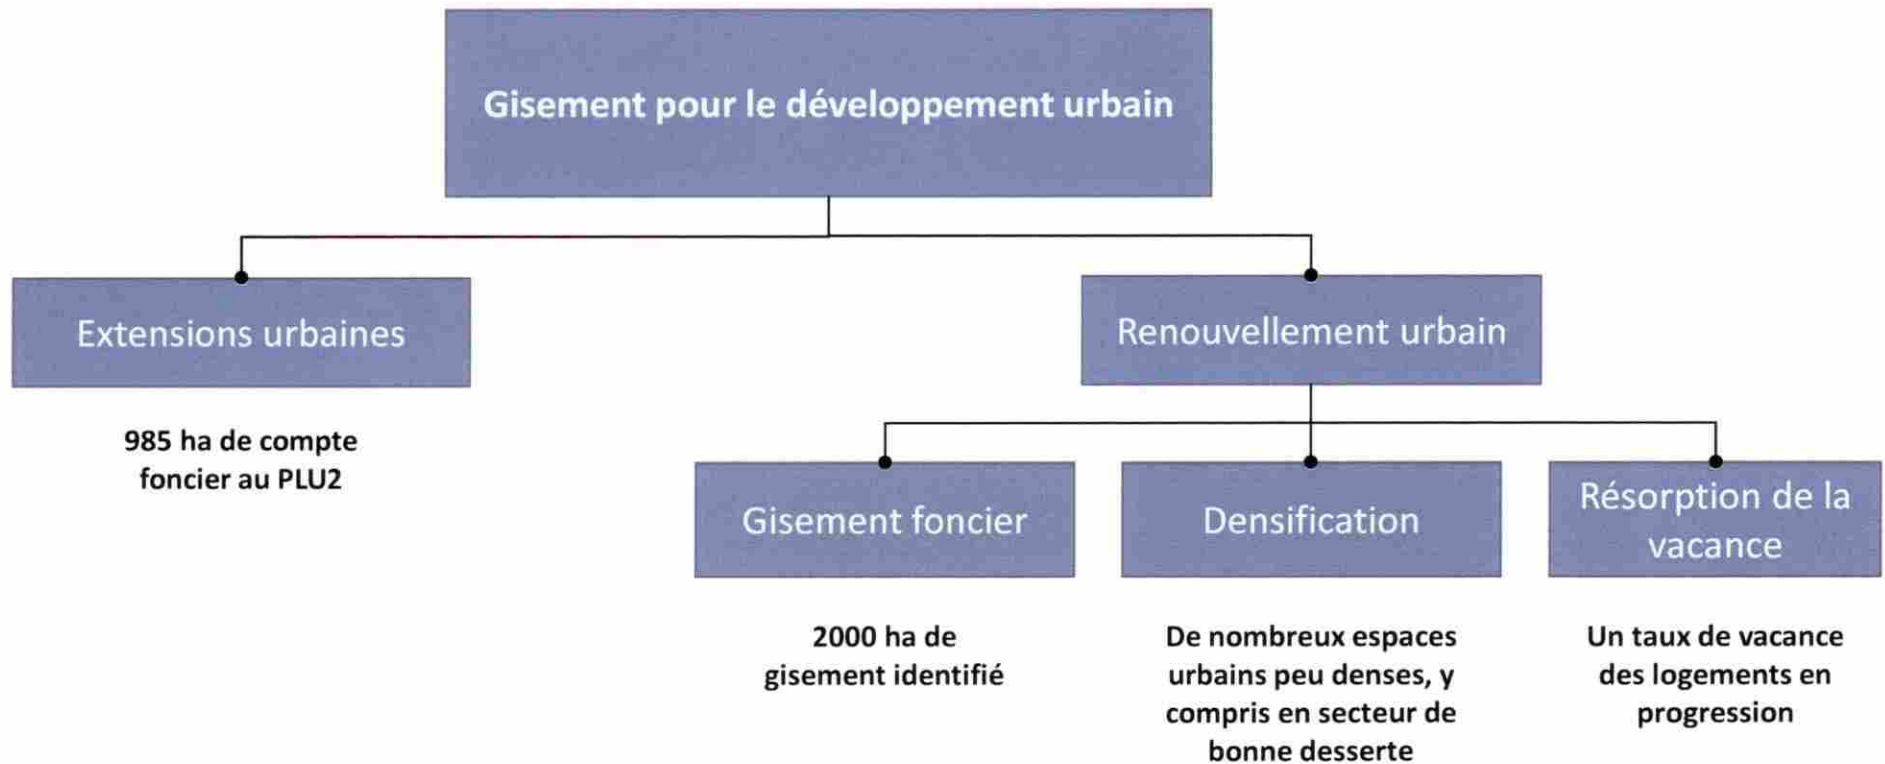 Gisement pour le développement urbain
Extensions urbaines
985 ha de compte
foncier au PLU2
Renouvellement urbain
Gisement foncier
2000 ha de
gisement identifié
Densification
De nombreux espaces
urbains peu denses, y
compris en secteur de
bonne desserte
Résorption de la
vacance
Un taux de vacance
des logements en
progression